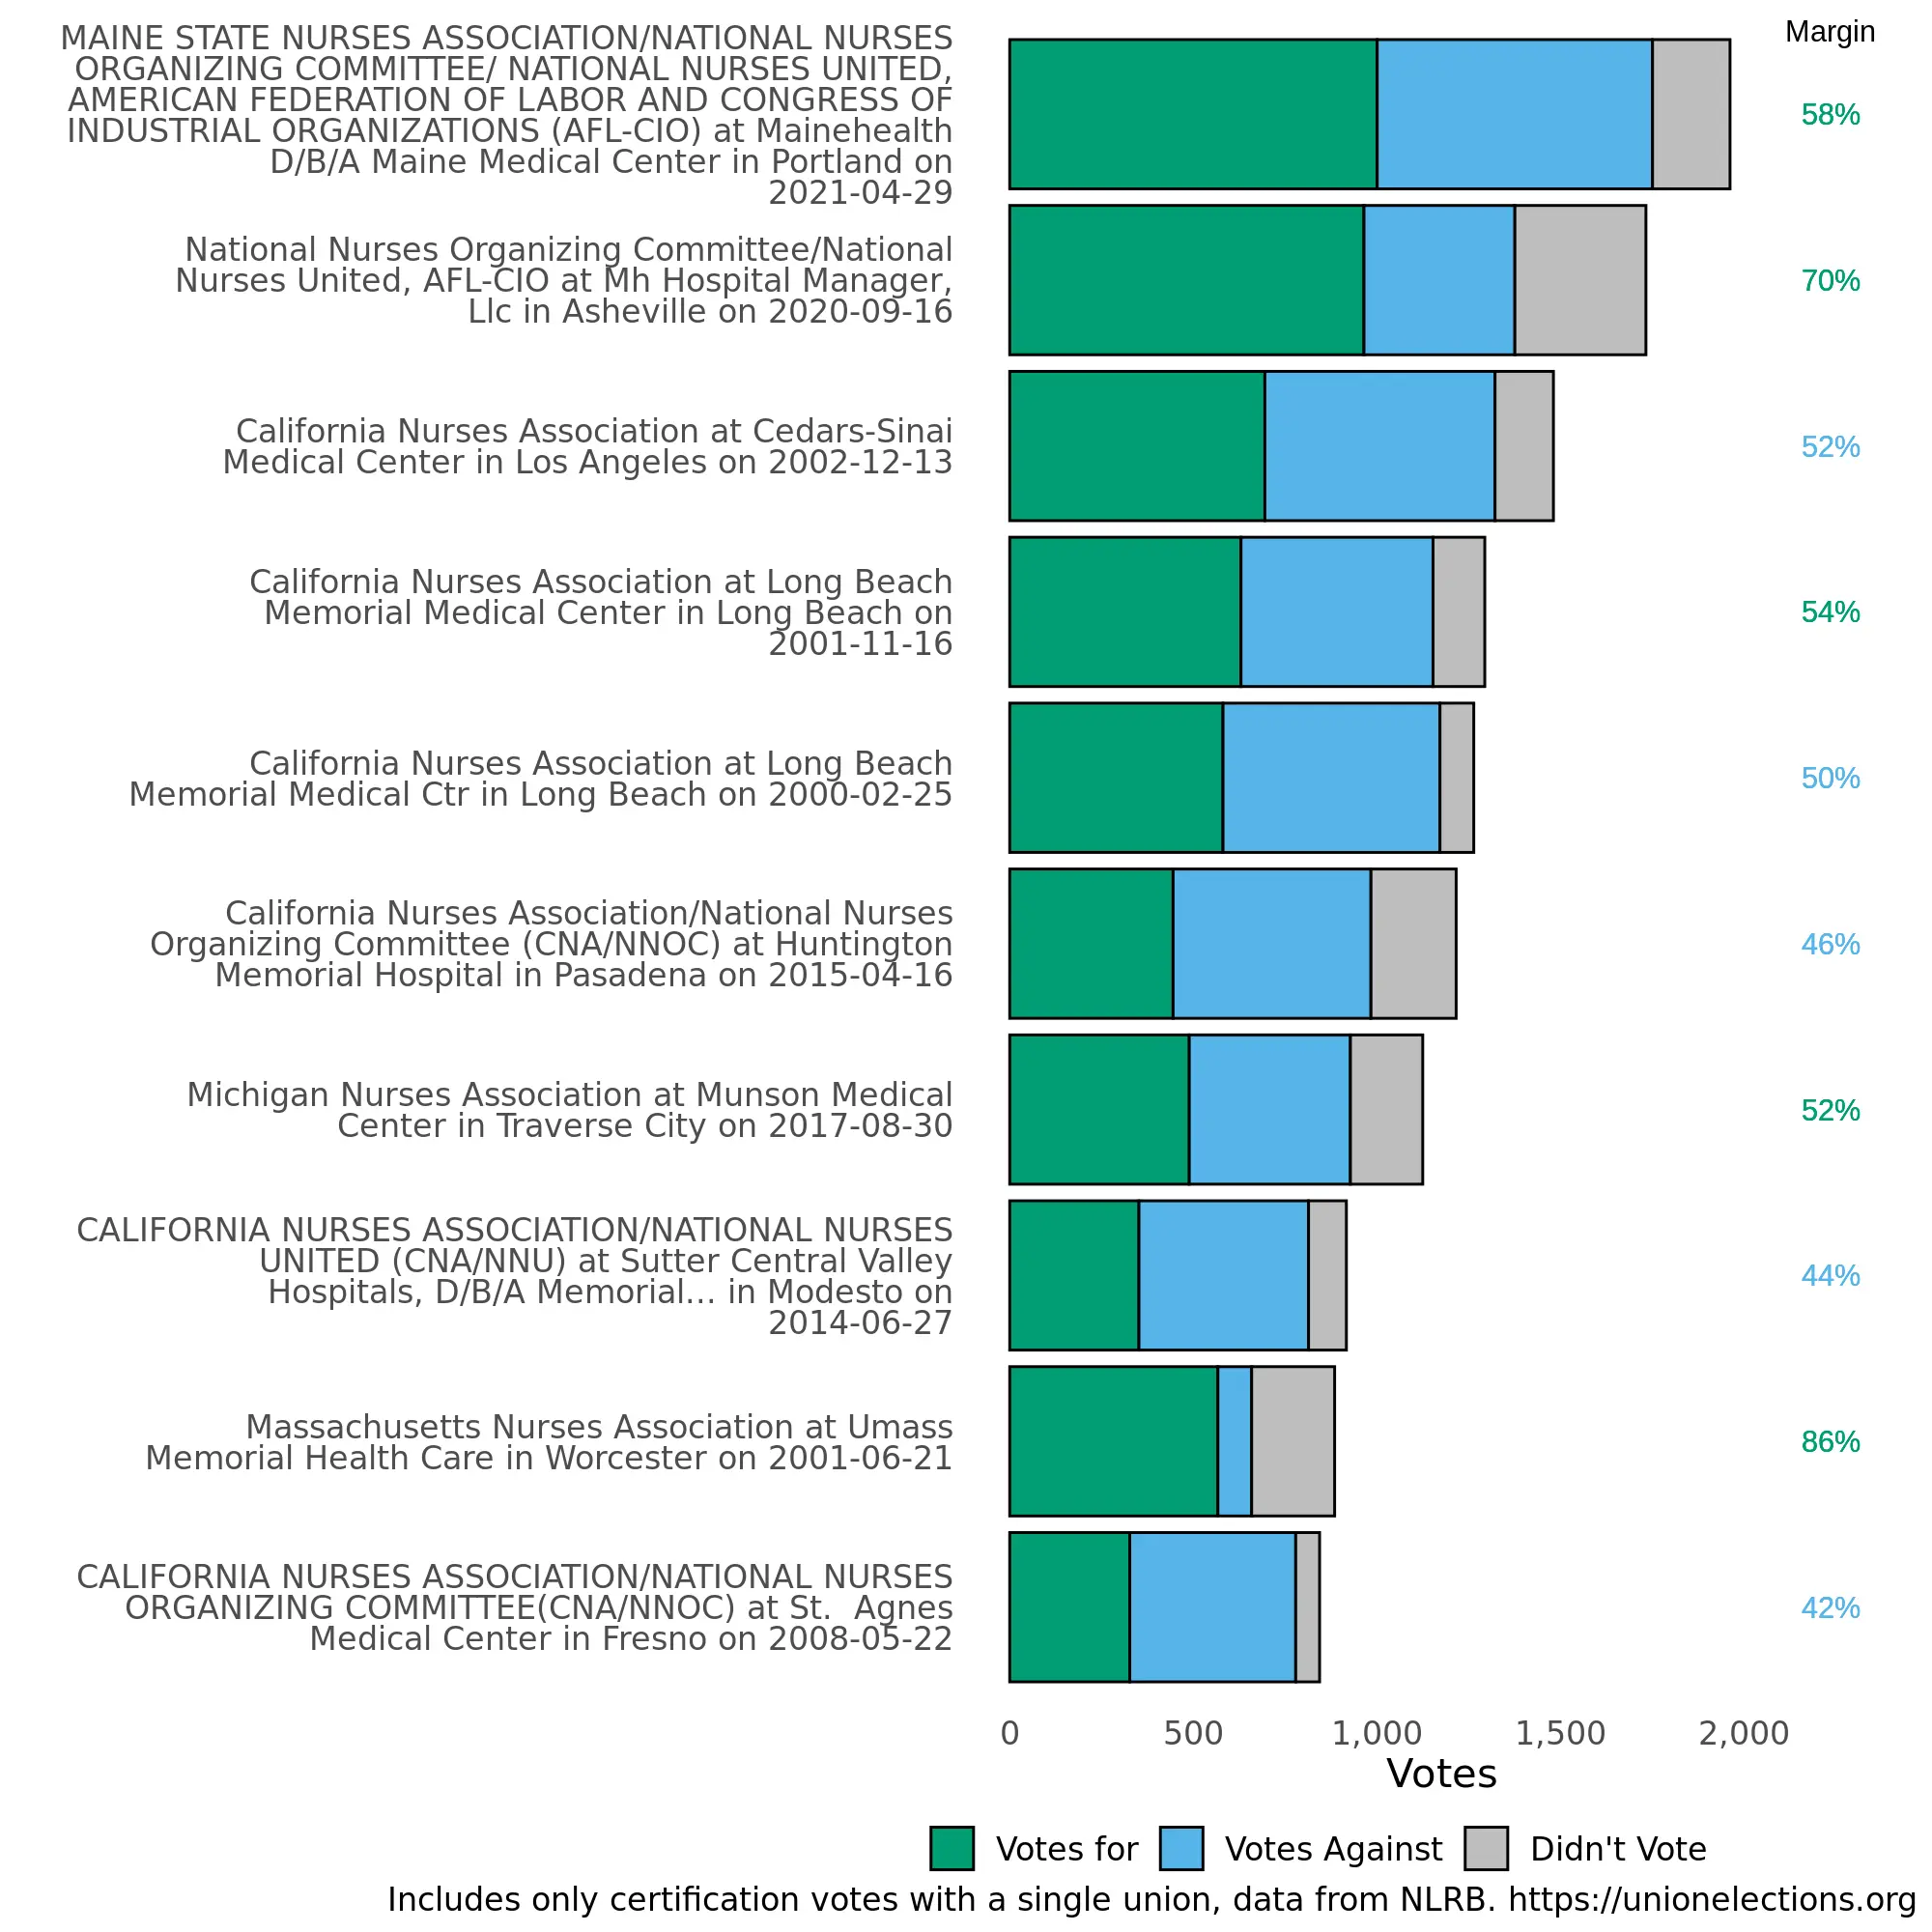 Margin
MAINE STATE NURSES ASSOCIATION/NATIONAL NURSES
ORGANIZING COMMITTEE/ NATIONAL NURSES UNITED,
AMERICAN FEDERATION OF LABOR AND CONGRESS OF
INDUSTRIAL ORGANIZATIONS (AFL-CIO) at Mainehealth
D/B/A Maine Medical Center in Portland on
2021-04-29
58%
National Nurses Organizing Committee/National
Nurses United, AFL-CIO at Mh Hospital Manager,
Llc in Asheville on 2020-09-16
70%
California Nurses Association at Cedars-Sinai
Medical Center in Los Angeles on 2002-12-13
52%
California Nurses Association at Long Beach
Memorial Medical Center in Long Beach on
2001-11-16
54%
California Nurses Association at Long Beach
Memorial Medical Ctr in Long Beach on 2000-02-25
50%
California Nurses Association/National Nurses
Organizing Committee (CNA/NNOC) at Huntington
Memorial Hospital in Pasadena on 2015-04-16
46%
Michigan Nurses Association at Munson Medical
Center in Traverse City on 2017-08-30
52%
CALIFORNIA NURSES ASSOCIATION/NATIONAL NURSES
UNITED (CNA/NNU) at Sutter Central Valley
Hospitals, D/B/A Memorial... in Modesto on
2014-06-27
44%
Massachusetts Nurses Association at Umass
Memorial Health Care in Worcester on 2001-06-21
86%
CALIFORNIA NURSES ASSOCIATION/NATIONAL NURSES
ORGANIZING COMMITTEE(CNA/NNOC) at St.  Agnes
Medical Center in Fresno on 2008-05-22
42%
0 500 1,000 1,500 2,000
Votes
Votes for Votes Against Didn't Vote
Includes only certification votes with a single union, data from NLRB. https://unionelections.org